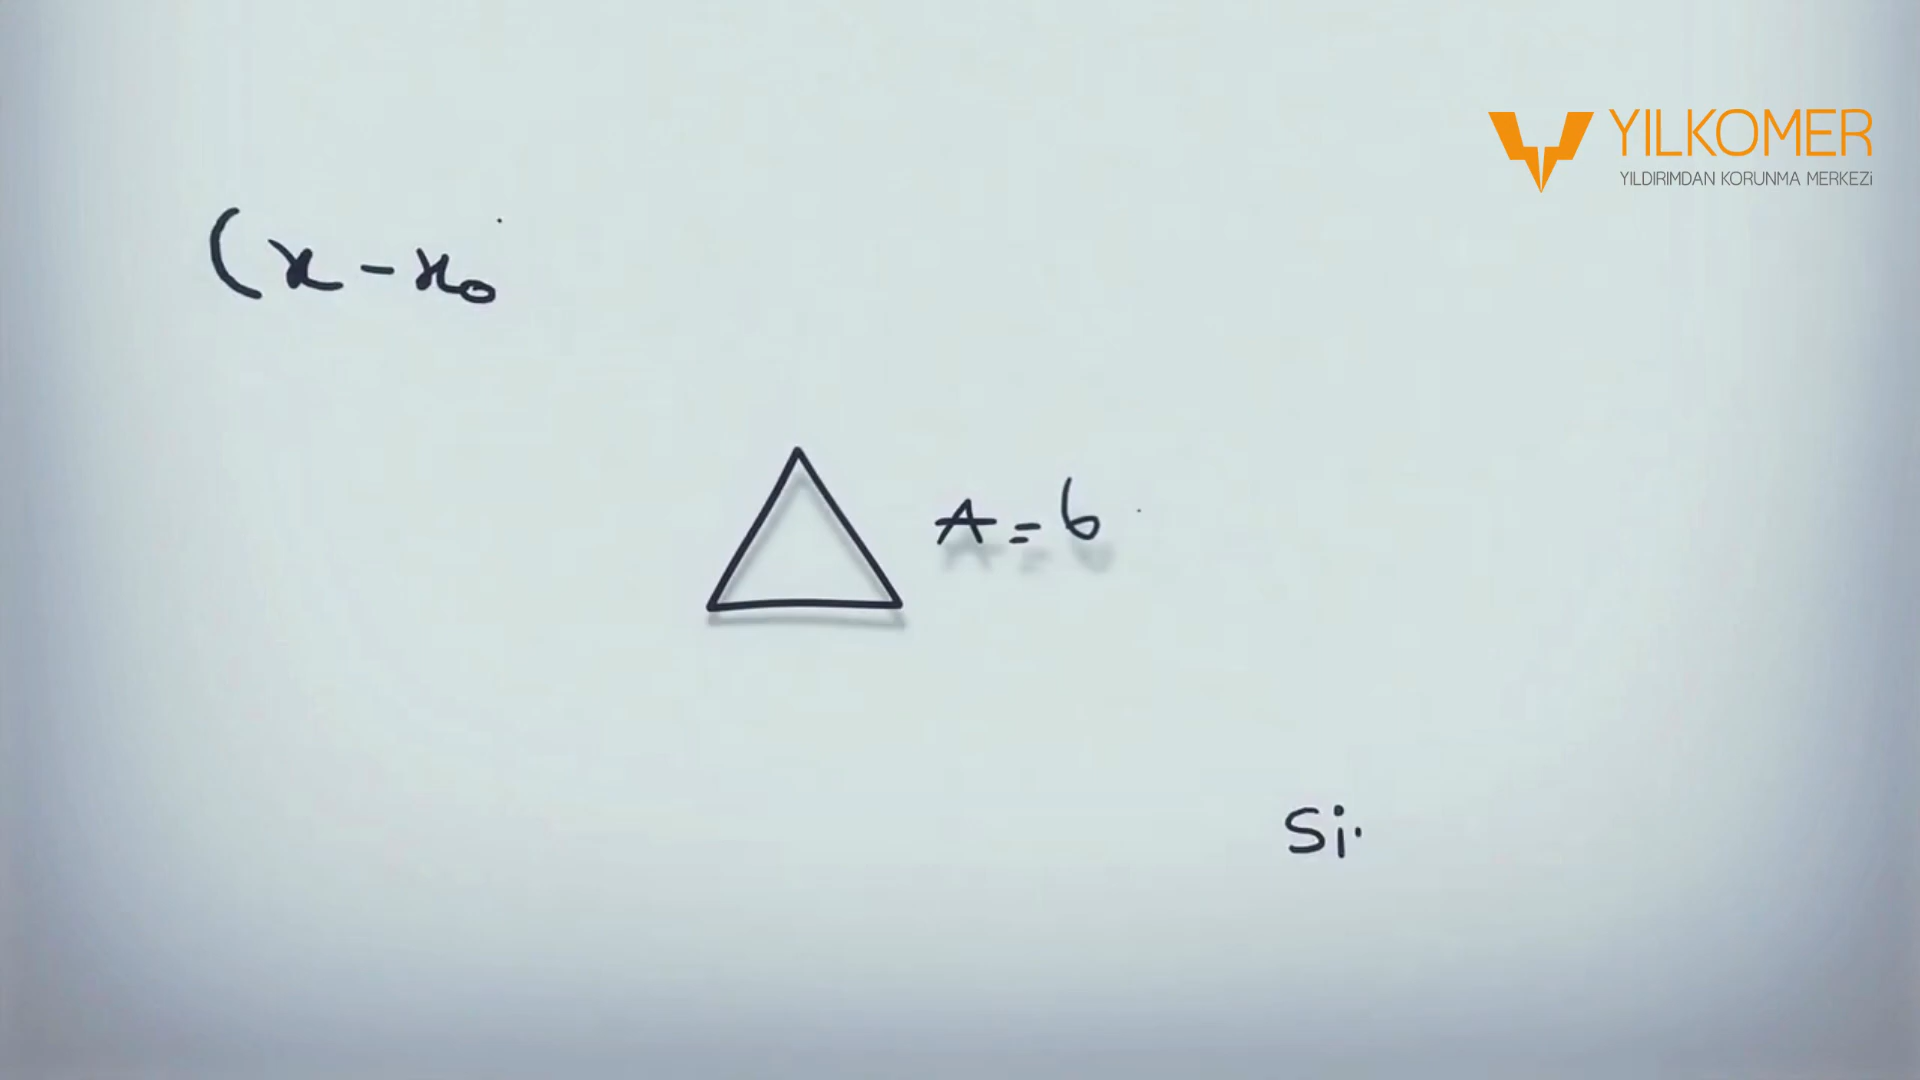 YILKOMER
YILDIRIMDAN KORUNMA MERKEZİ
(x - x₀
A = 6
Si